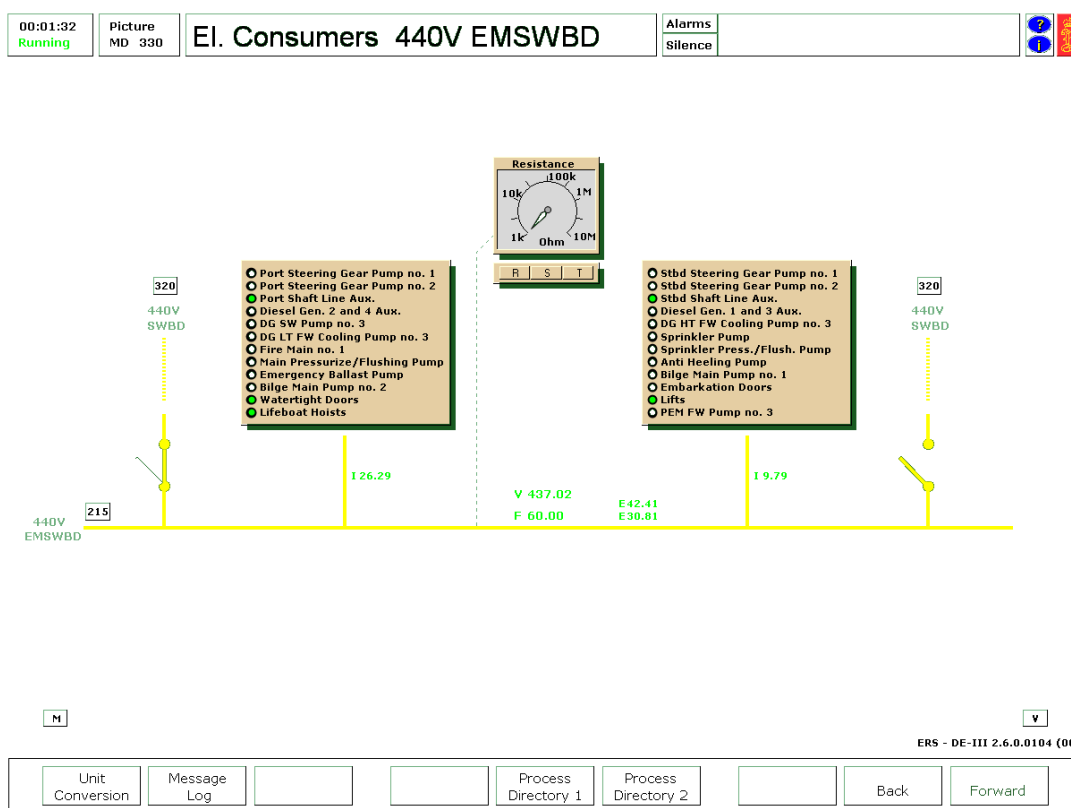 00:01:32
Running
Picture
MD 330
El. Consumers 440V EMSWBD
Alarms
Silence
?
i
Resistance
100k
10k
1M
1k
10M
Ohm
R S T
320
440V
SWBD
Port Steering Gear Pump no. 1
Port Steering Gear Pump no. 2
Port Shaft Line Aux.
Diesel Gen. 2 and 4 Aux.
DG SW Pump no. 3
DG LT FW Cooling Pump no. 3
Fire Main no. 1
Main Pressurize/Flushing Pump
Emergency Ballast Pump
Bilge Main Pump no. 2
Watertight Doors
Lifeboat Hoists
Stbd Steering Gear Pump no. 1
Stbd Steering Gear Pump no. 2
Stbd Shaft Line Aux.
Diesel Gen. 1 and 3 Aux.
DG HT FW Cooling Pump no. 3
Sprinkler Pump
Sprinkler Press./Flush. Pump
Anti Heeling Pump
Bilge Main Pump no. 1
Embarkation Doors
Lifts
PEM FW Pump no. 3
320
440V
SWBD
I 26.29
I 9.79
V 437.02
F 60.00
E42.41
E30.81
215
440V
EMSWBD
M
V
ERS - DE-III 2.6.0.0104 (00
Unit
Conversion
Message
Log
Process
Directory 1
Process
Directory 2
Back
Forward